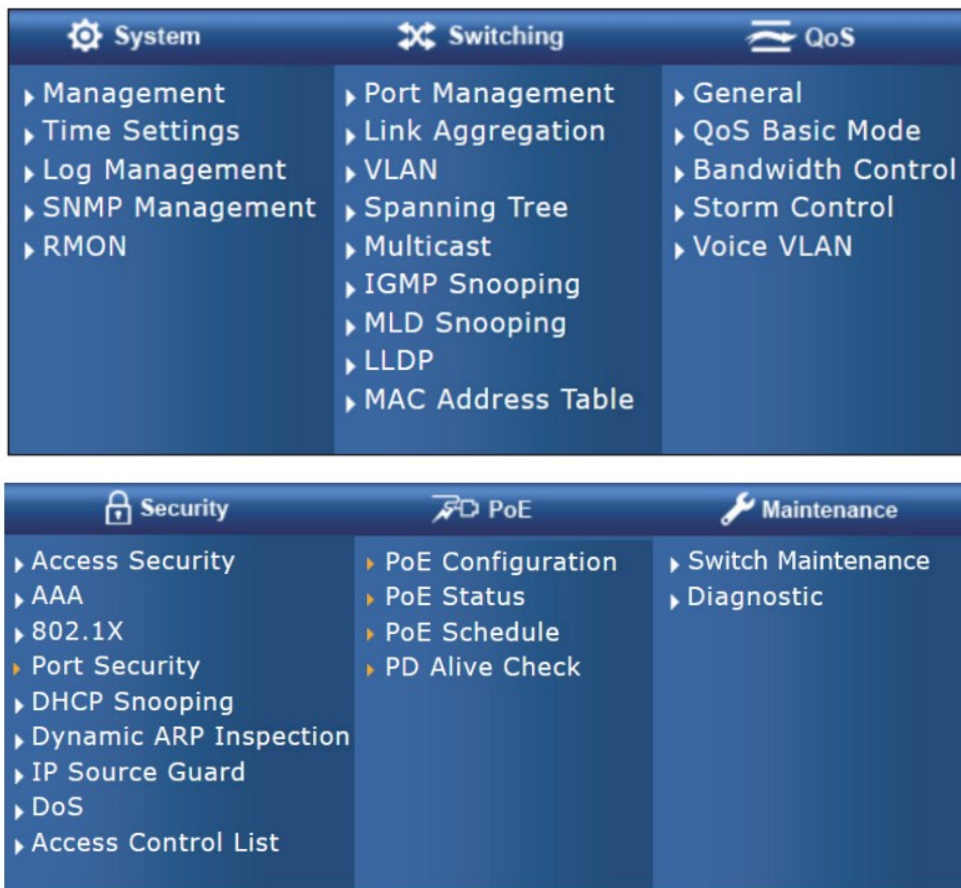 System
Management
Time Settings
Log Management
SNMP Management
RMON
Switching
Port Management
Link Aggregation
VLAN
Spanning Tree
Multicast
IGMP Snooping
MLD Snooping
LLDP
MAC Address Table
QoS
General
QoS Basic Mode
Bandwidth Control
Storm Control
Voice VLAN
Security
Access Security
AAA
802.1X
Port Security
DHCP Snooping
Dynamic ARP Inspection
IP Source Guard
DoS
Access Control List
PoE
PoE Configuration
PoE Status
PoE Schedule
PD Alive Check
Maintenance
Switch Maintenance
Diagnostic